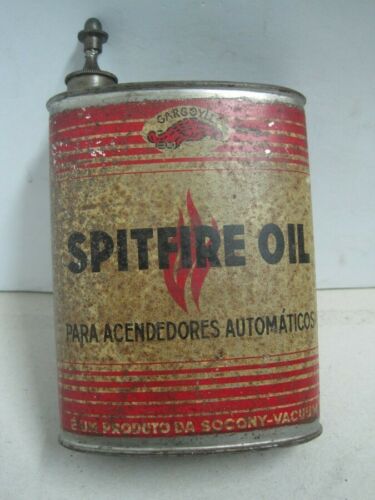 GARGOYLE
SPITFIRE OIL
PARA ACENDEDORES AUTOMÁTICOS
É UM PRODUTO DA SOCONY-VACUUM